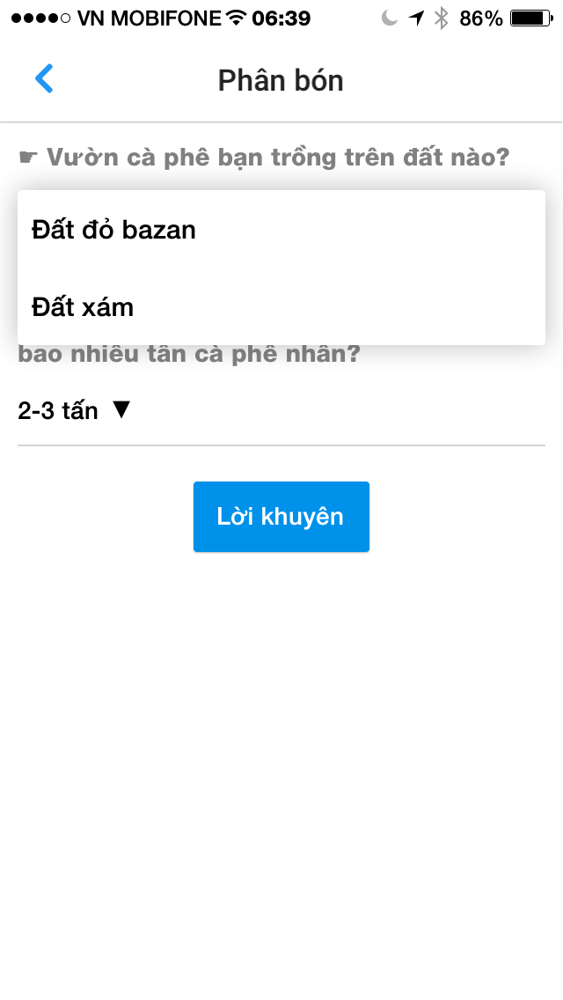 VN MOBIFONE 06:39 86%
Phân bón
☛ Vườn cà phê bạn trồng trên đất nào?
Đất đỏ bazan
Đất xám
bao nhiêu tấn cà phê nhân?
2-3 tấn ▼
Lời khuyên